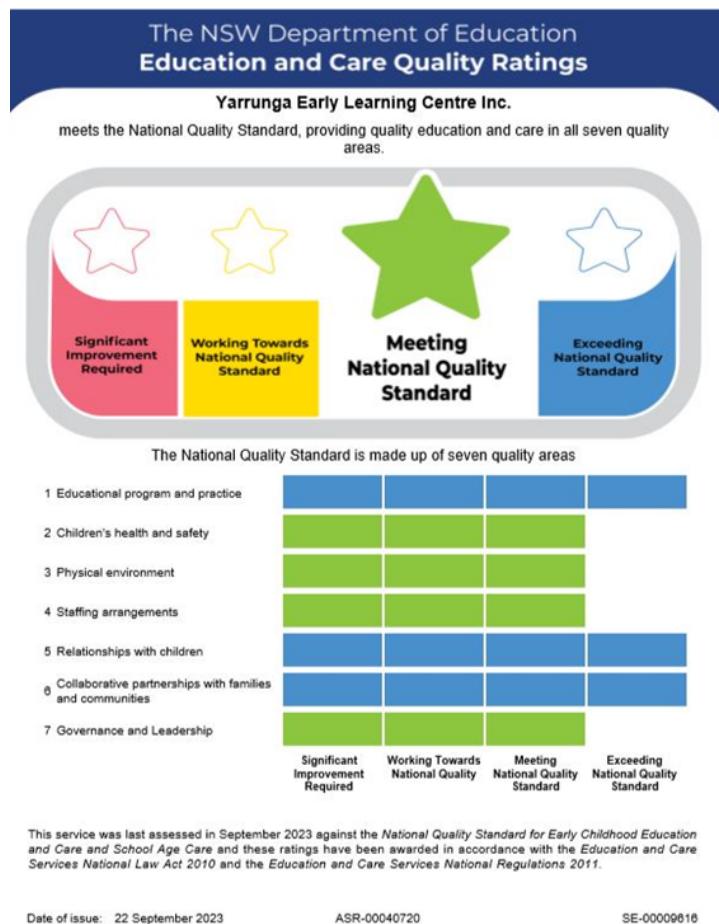 The NSW Department of Education
Education and Care Quality Ratings
Yarrunga Early Learning Centre Inc.
meets the National Quality Standard, providing quality education and care in all seven quality
areas.
Significant
Improvement
Required
Working Towards
National Quality
Standard
Meeting
National Quality
Standard
Exceeding
National Quality
Standard
The National Quality Standard is made up of seven quality areas
1 Educational program and practice
2 Children's health and safety
3 Physical environment
4 Staffing arrangements
5 Relationships with children
6 Collaborative partnerships with families
and communities
7 Governance and Leadership
Significant
Improvement
Required
Working Towards
National Quality
Meeting
National Quality
Standard
Exceeding
National Quality
Standard
This service was last assessed in September 2023 against the National Quality Standard for Early Childhood Education
and Care and School Age Care and these ratings have been awarded in accordance with the Education and Care
Services National Law Act 2010 and the Education and Care Services National Regulations 2011.
Date of issue: 22 September 2023 ASR-00040720 SE-00009616